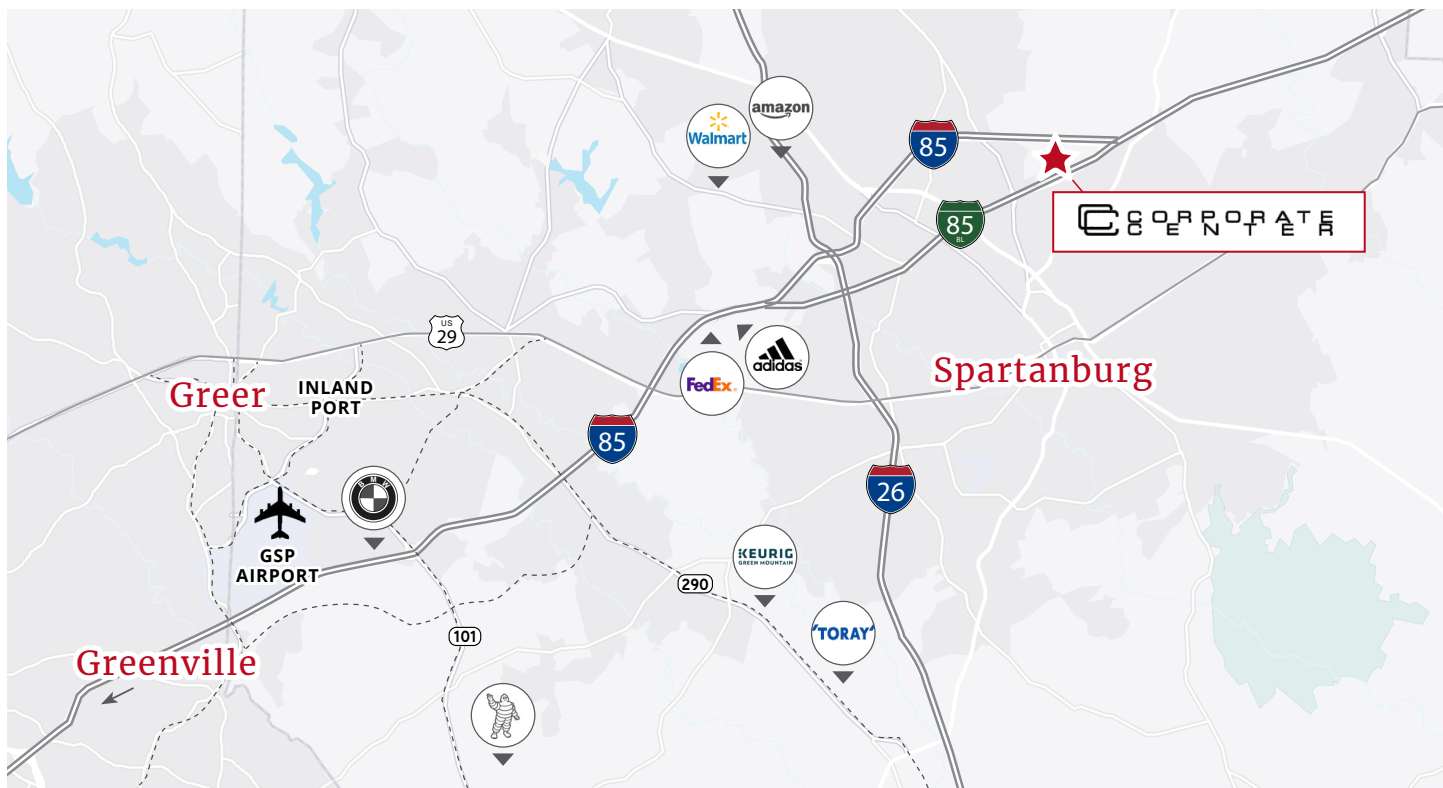 amazon
Walmart
85
85
BL
CORPORATE
CENTER
US
29
adidas
FedEx
Spartanburg
Greer
INLAND
PORT
85
26
BMW
GSP
AIRPORT
KEURIG
GREEN MOUNTAIN
290
'TORAY'
101
Greenville